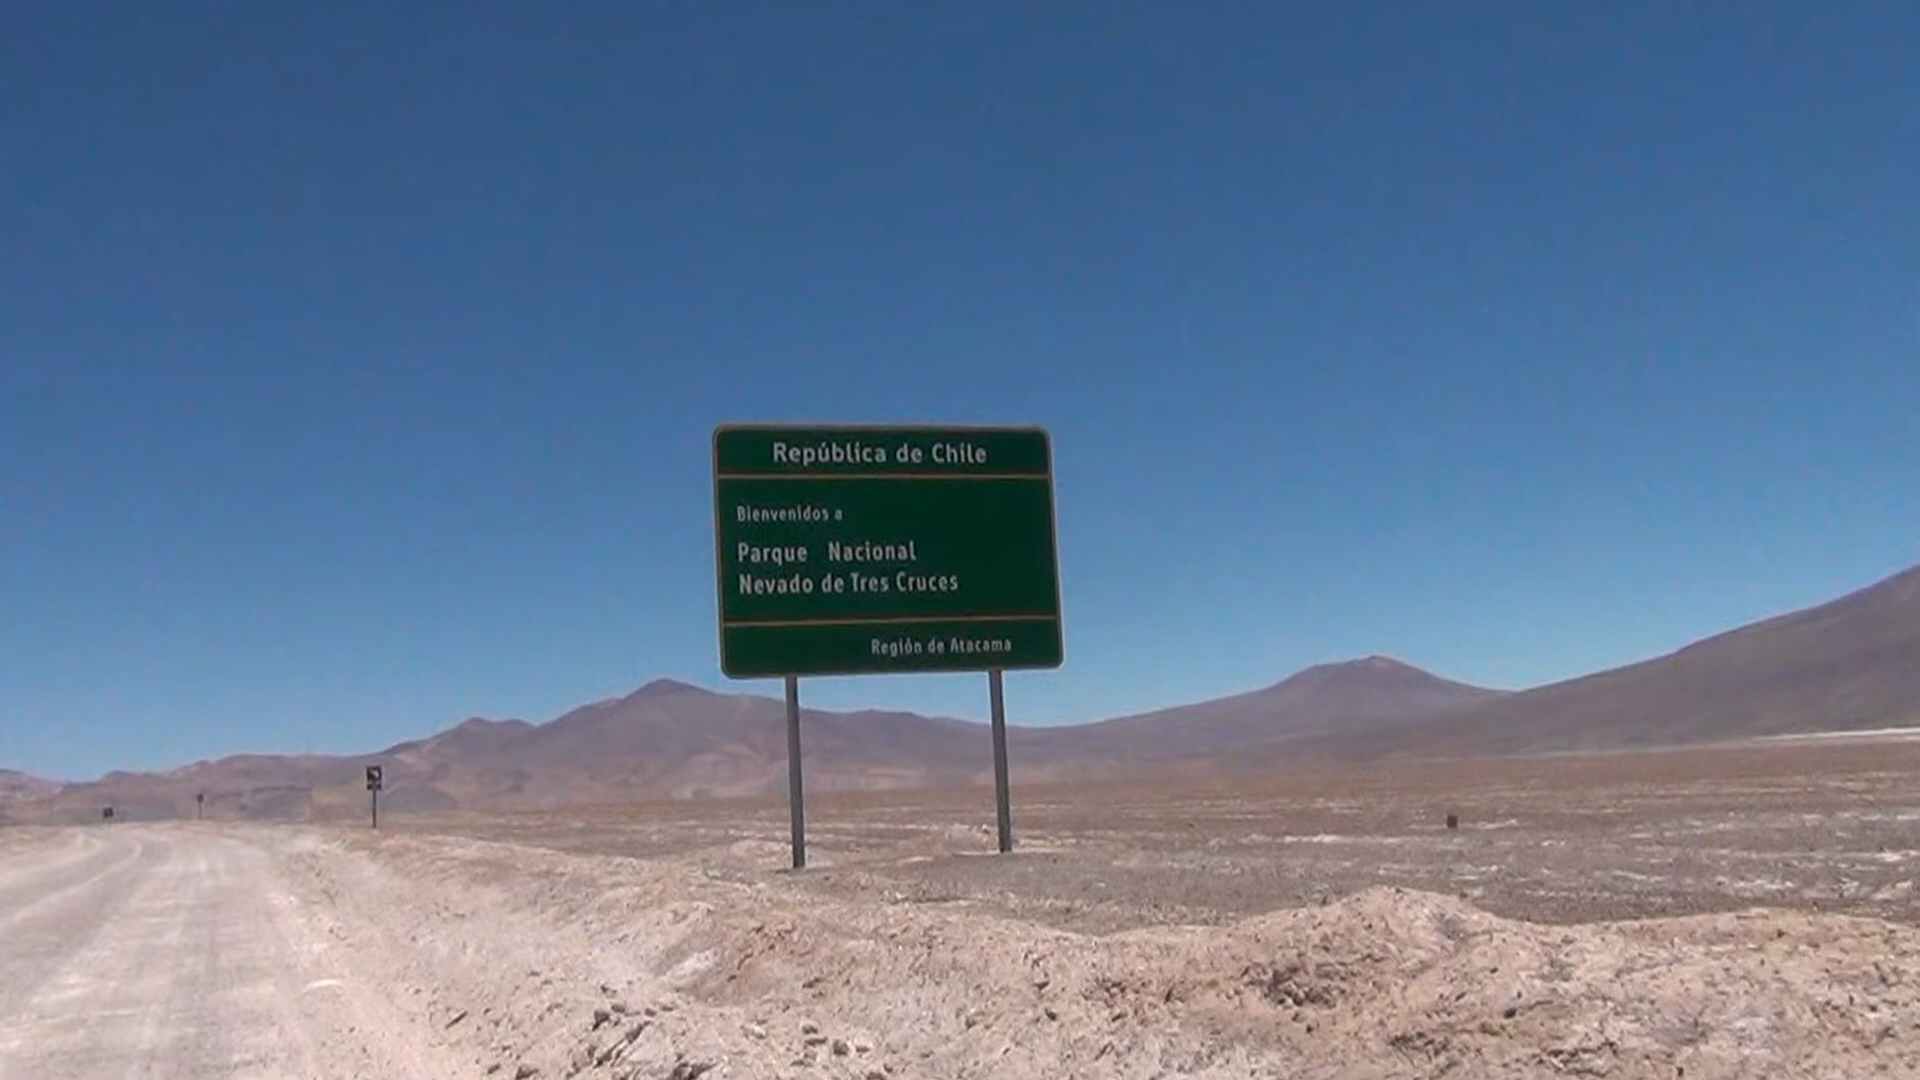 República de Chile
Bienvenidos a
Parque Nacional
Nevado de Tres Cruces
Región de Atacama